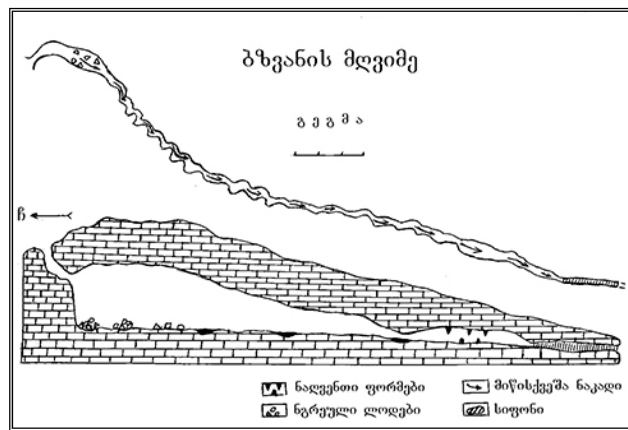 ბზვანის მღვიმე
გეგმა
ჩ
ნაღვენთი ფორმები
მიწისქვეშა ნაკადი
ნგრეული ლოდები
სიფონი